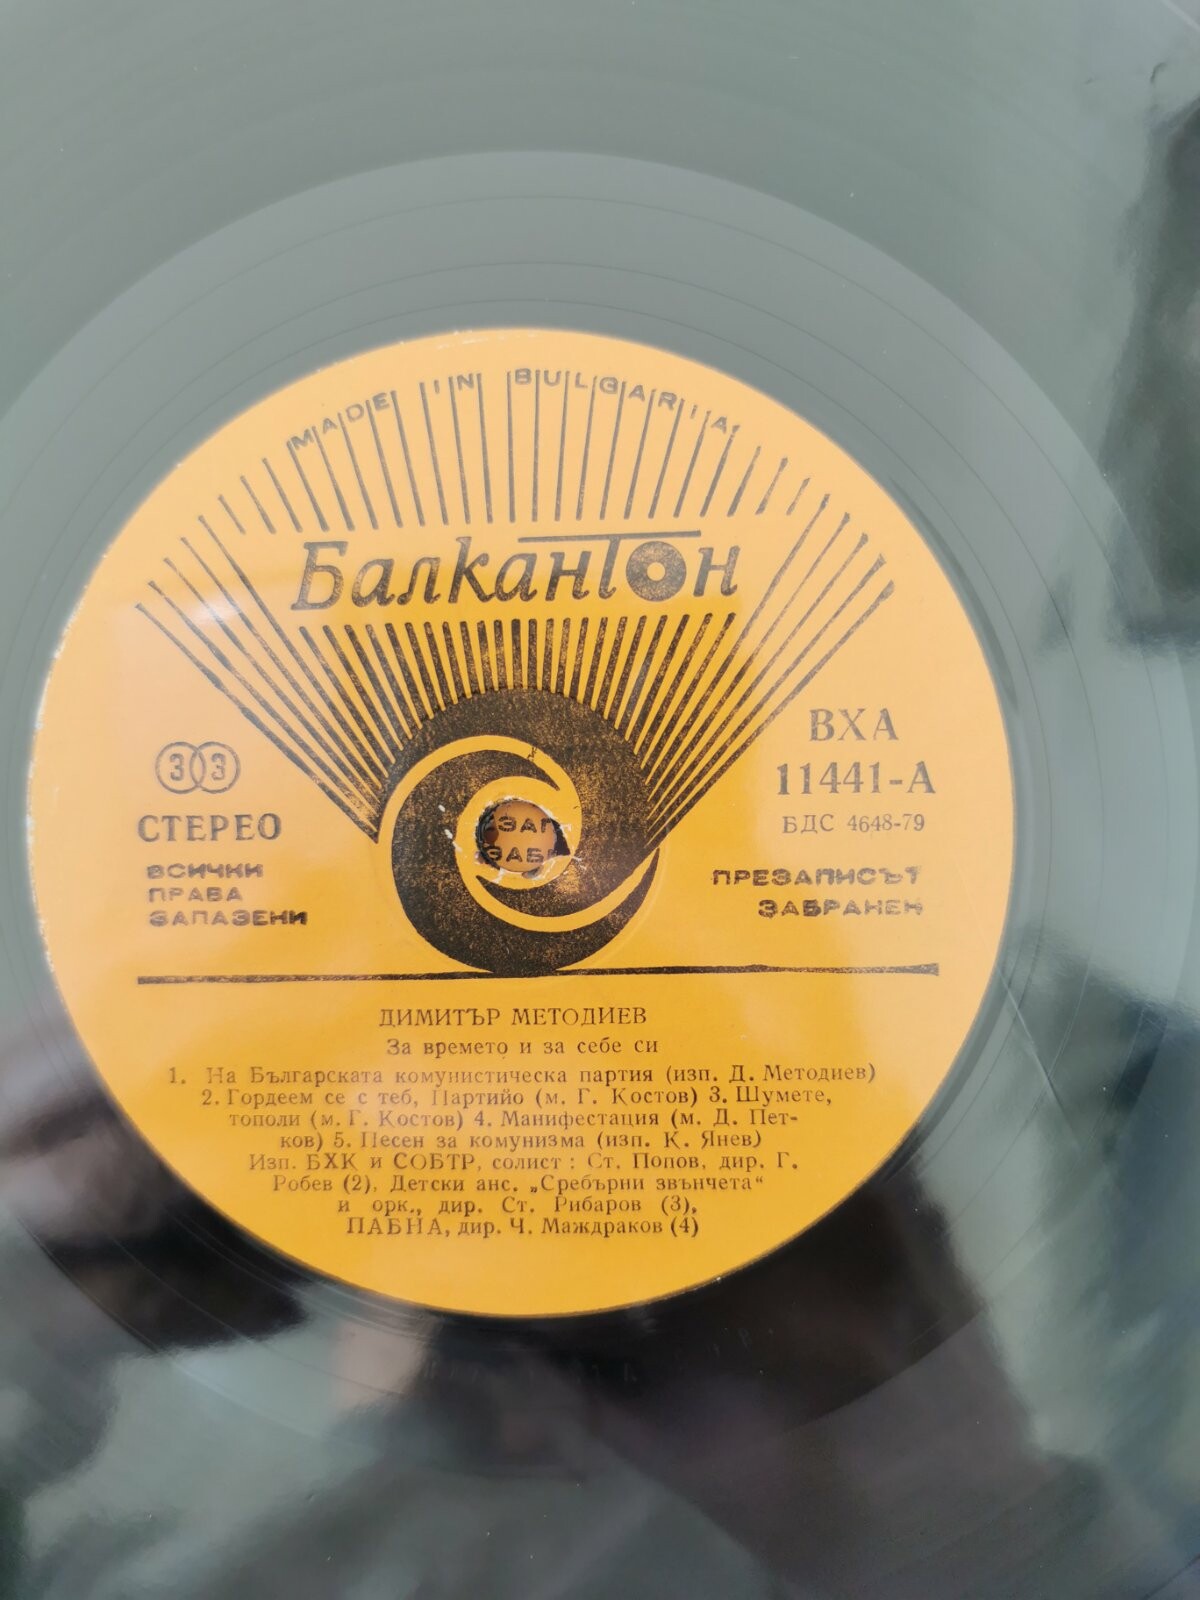 MADE IN BULGARIA
Балкантон
33
СТЕРЕО
ВСИЧКИ
ПРАВА
ЗАПАЗЕНИ
ВХА
11441-А
БДС 4648-79
ПРЕЗАПИСЪТ
ЗАБРАНЕН
ЗАП
ЗАБР
ДИМИТЪР МЕТОДИЕВ
За времето и за себе си
1. На Българската комунистическа партия (изп. Д. Методиев)
2. Гордеем се с теб, Партийо (м. Г. Костов) 3. Шумете,
тополи (м. Г. Костов) 4. Манифестация (м. Д. Пет-
ков) 5. Песен за комунизма (изп. К. Янев)
Изп. БХК и СОБТР, солист: Ст. Попов, дир. Г.
Робев (2), Детски анс. „Сребърни звънчета“
и орк., дир. Ст. Рибаров (3),
ПАБНА, дир. Ч. Маждраков (4)